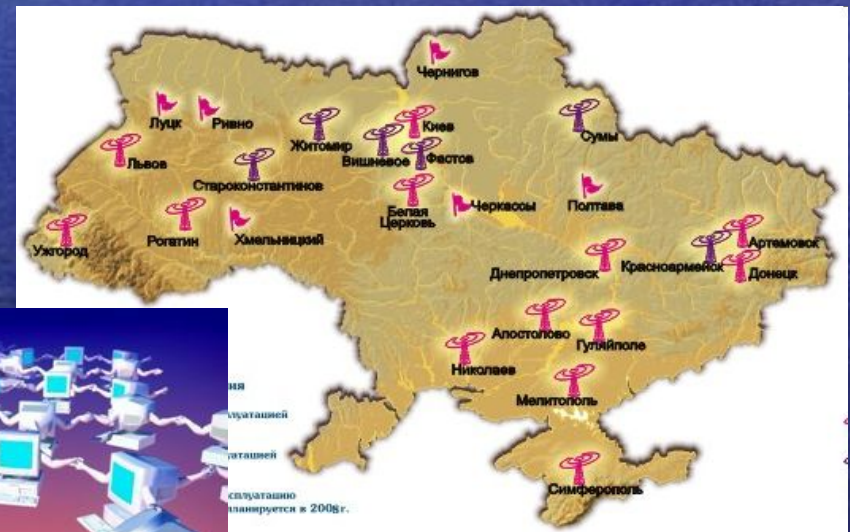 Чернигов
Луцк
Ривно
Житомир
Киев
Сумы
Львов
Вишневое
Фастов
Староконстантинов
Белая
Церковь
Черкассы
Полтава
Ужгород
Рогатин
Хмельницкий
Артемовск
Днепропетровск
Красноармейск
Донецк
Апостолово
Гуляйполе
Николаев
Мелитополь
Симферополь
планируется в 2008г.